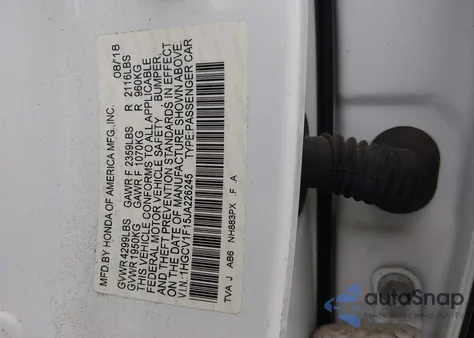 MFD.BY HONDA OF AMERICA MFG.,INC. 08/18
GVWR 4299LBS GAWR F 2359LBS R 2116LBS
GVWR 1950KG GAWR F 1070KG R 960KG
THIS VEHICLE CONFORMS TO ALL APPLICABLE
FEDERAL MOTOR VEHICLE SAFETY BUMPER,
AND THEFT PREVENTION STANDARDS IN EFFECT
ON THE DATE OF MANUFACTURE SHOWN ABOVE.
V.I.N. 1HGCV1F15JA226245 TYPE:PASSENGER CAR
TVA J AB6 NH883PX F A
autoSnap